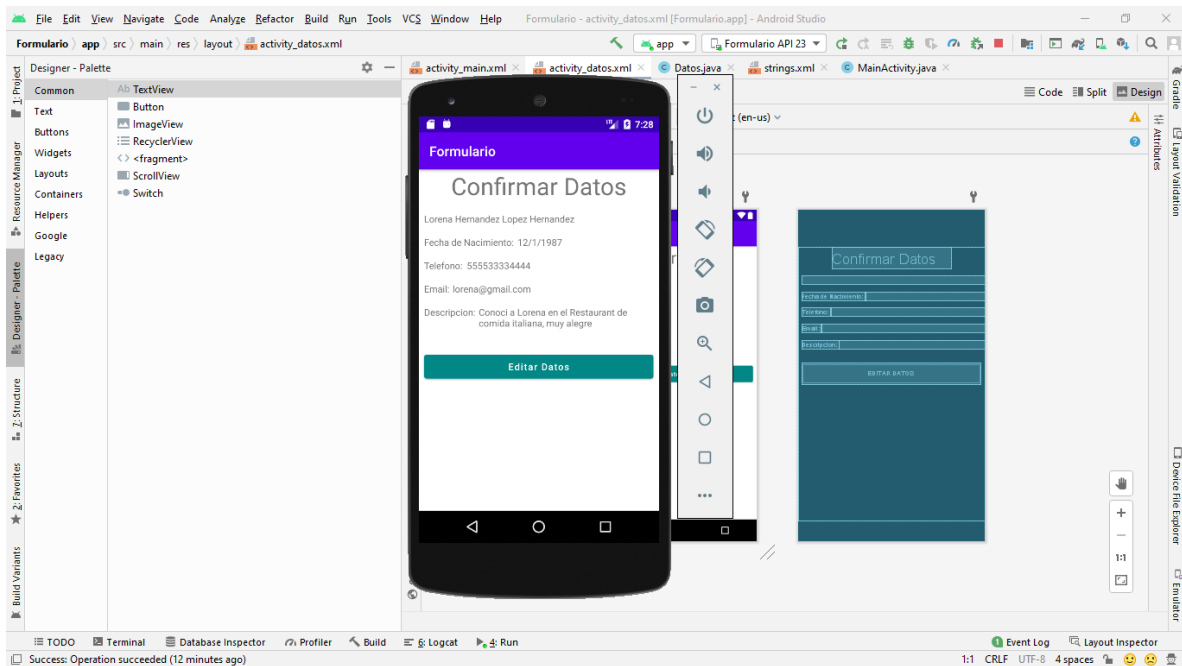 File Edit View Navigate Code Analyze Refactor Build Run Tools VCS Window Help Formulario - activity_datos.xml [Formulario.app] - Android Studio
Formulario app src main res layout activity_datos.xml app Formulario API 23
1: Project
Resource Manager
Designer - Palette
Z: Structure
2: Favorites
Build Variants
Designer - Palette
Common
Text
Buttons
Widgets
Layouts
Containers
Helpers
Google
Legacy
Ab TextView
Button
ImageView
RecyclerView
<fragment>
ScrollView
Switch
activity_main.xml activity_datos.xml Datos.java strings.xml MainActivity.java
Code Split Design
(en-us)
7:28
Formulario
Confirmar Datos
Lorena Hernandez Lopez Hernandez
Fecha de Nacimiento: 12/1/1987
Telefono: 555533334444
Email: lorena@gmail.com
Descripcion: Conoci a Lorena en el Restaurant de
comida italiana, muy alegre
Editar Datos
Confirmar Datos
Fecha de Nacimiento:
Telefono:
Email:
Descripcion:
EDITAR DATOS
1:1
Gradle
Layout Validation
Attributes
Device File Explorer
Emulator
TODO Terminal Database Inspector Profiler Build 6: Logcat 4: Run Event Log Layout Inspector
Success: Operation succeeded (12 minutes ago) 1:1 CRLF UTF-8 4 spaces